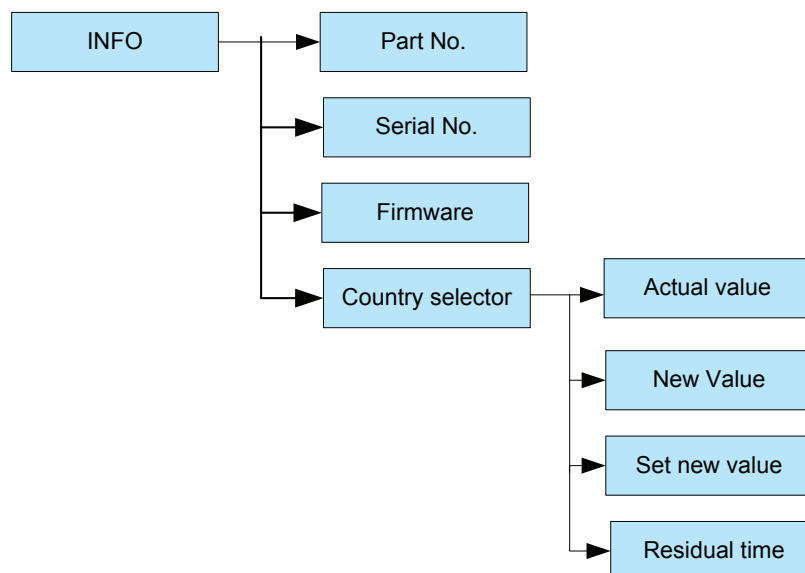 INFO
Part No.
Serial No.
Firmware
Country selector
Actual value
New Value
Set new value
Residual time